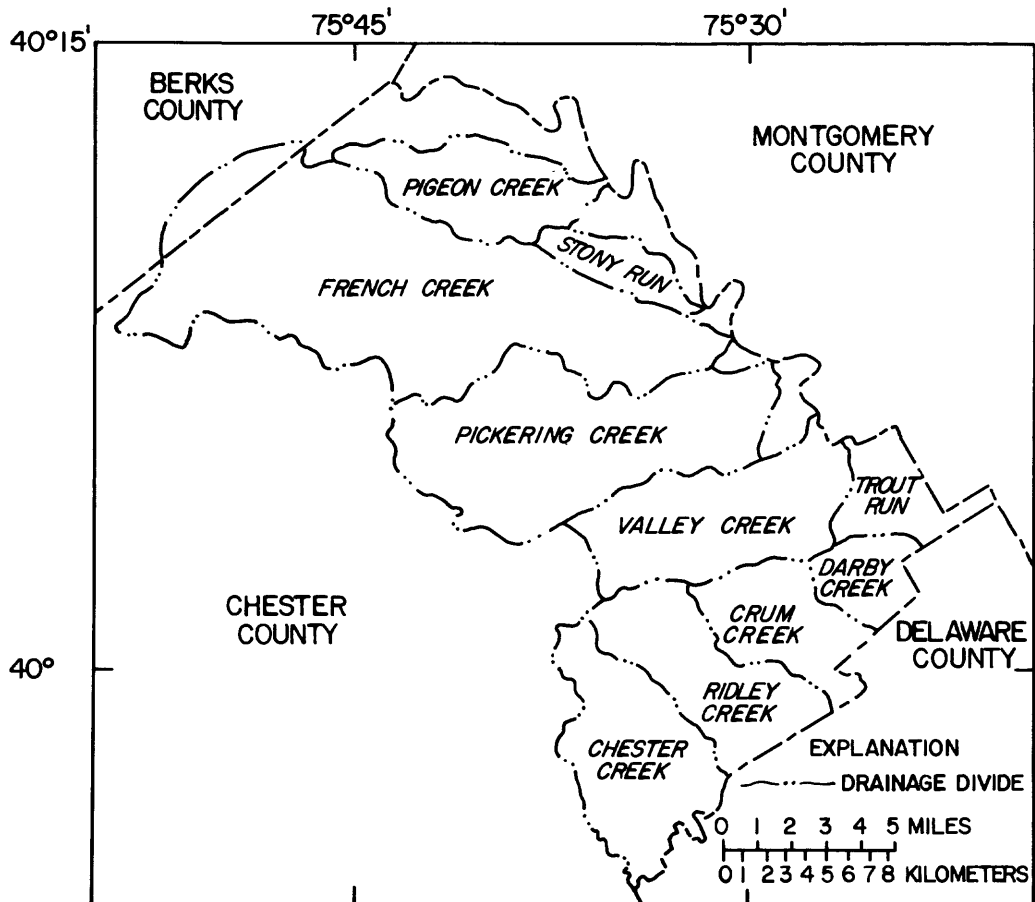 75°45' 75°30'
40°15'
BERKS
COUNTY
MONTGOMERY
COUNTY
PIGEON CREEK
STONY RUN
FRENCH CREEK
PICKERING CREEK
TROUT
RUN
VALLEY CREEK
DARBY
CREEK
CHESTER
COUNTY
CRUM
CREEK
DELAWARE
COUNTY
40°
RIDLEY
CREEK
CHESTER
CREEK
EXPLANATION
DRAINAGE DIVIDE
0 1 2 3 4 5 MILES
0 1 2 3 4 5 6 7 8 KILOMETERS